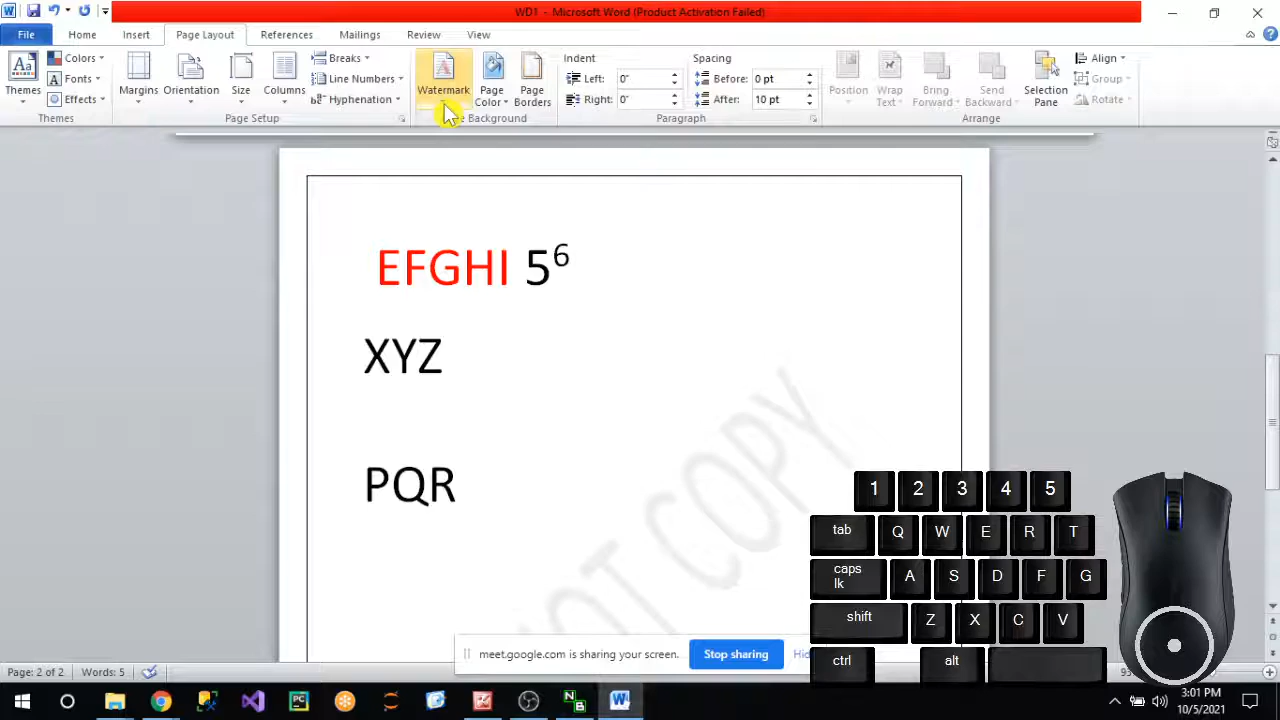 WD1 - Microsoft Word (Product Activation Failed)
File Home Insert Page Layout References Mailings Review View
Themes
Colors
Fonts
Effects
Themes
Margins
Orientation
Size
Columns
Breaks
Line Numbers
Hyphenation
Page Setup
Watermark
Page Color
Page Borders
Background
Indent
Left: 0"
Right: 0"
Spacing
Before: 0 pt
After: 10 pt
Paragraph
Position
Wrap Text
Bring Forward
Send Backward
Selection Pane
Align
Group
Rotate
Arrange
EFGHI 5⁶
XYZ
PQR
NOT COPY
meet.google.com is sharing your screen.
Stop sharing
1 2 3 4 5
tab Q W E R T
caps lk A S D F G
shift Z X C V
ctrl alt
Page: 2 of 2 Words: 5
3:01 PM
10/5/2021